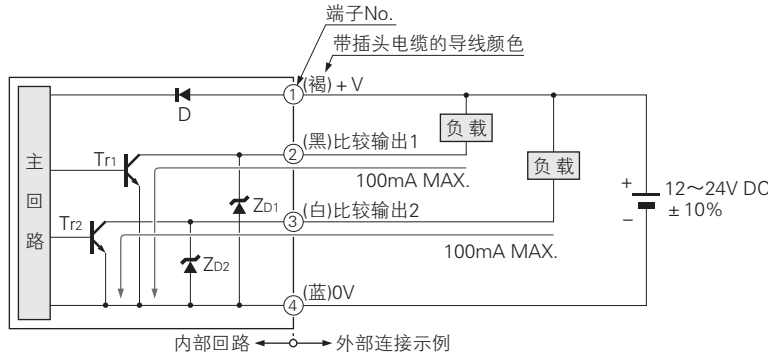 端子No.
带插头电缆的导线颜色
(褐)+V
1
D
负 载
(黑)比较输出1
2
主回路
Tr1
负 载
100mA MAX.
ZD1
12～24V DC
±10%
+
−
(白)比较输出2
3
Tr2
100mA MAX.
ZD2
(蓝)0V
4
内部回路
外部连接示例